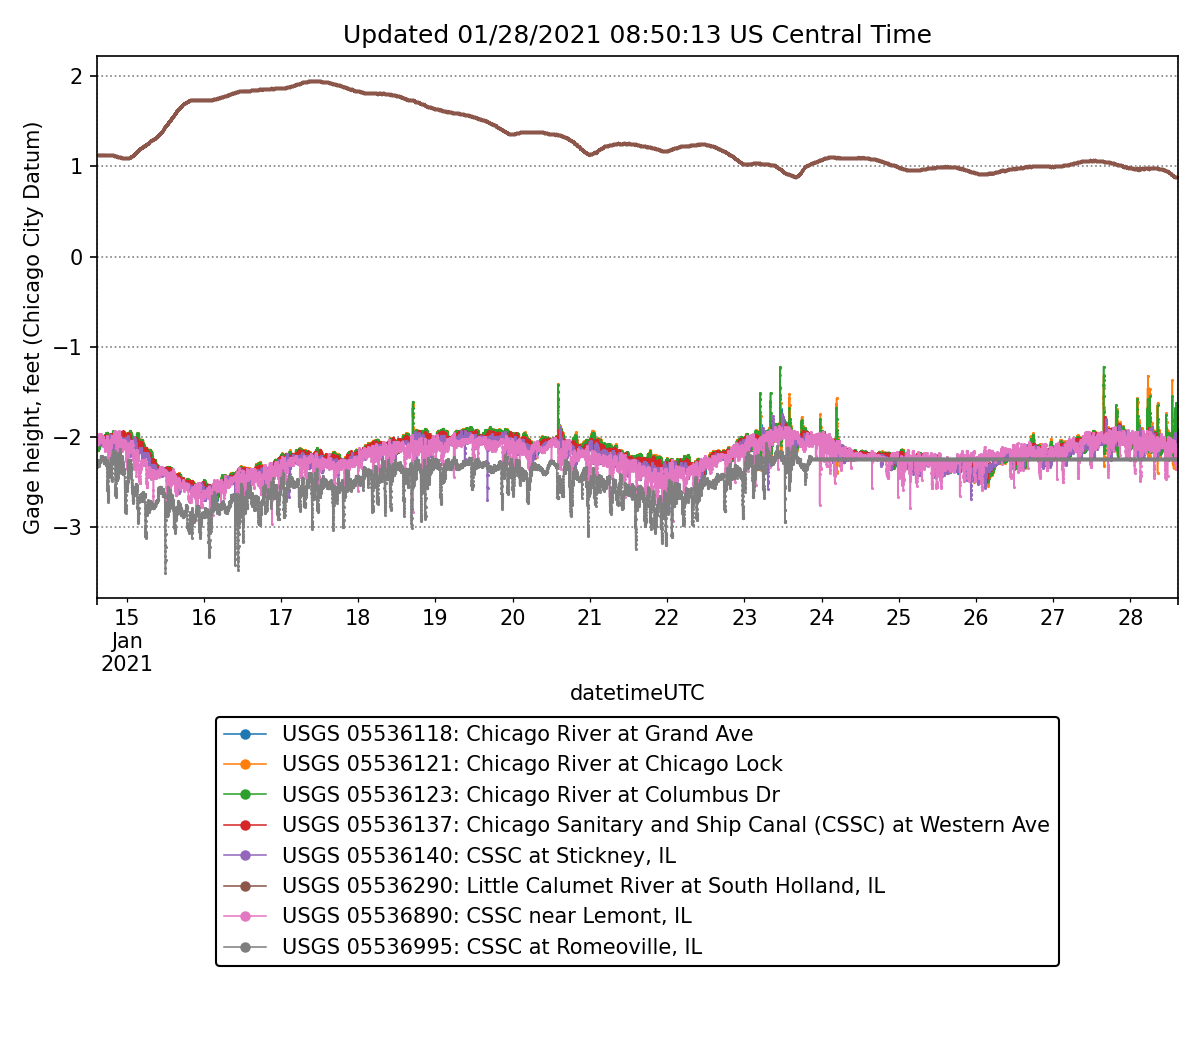 Updated 01/28/2021 08:50:13 US Central Time
Gage height, feet (Chicago City Datum)
2
1
0
−1
−2
−3
15 16 17 18 19 20 21 22 23 24 25 26 27 28
Jan
2021
datetimeUTC
USGS 05536118: Chicago River at Grand Ave
USGS 05536121: Chicago River at Chicago Lock
USGS 05536123: Chicago River at Columbus Dr
USGS 05536137: Chicago Sanitary and Ship Canal (CSSC) at Western Ave
USGS 05536140: CSSC at Stickney, IL
USGS 05536290: Little Calumet River at South Holland, IL
USGS 05536890: CSSC near Lemont, IL
USGS 05536995: CSSC at Romeoville, IL